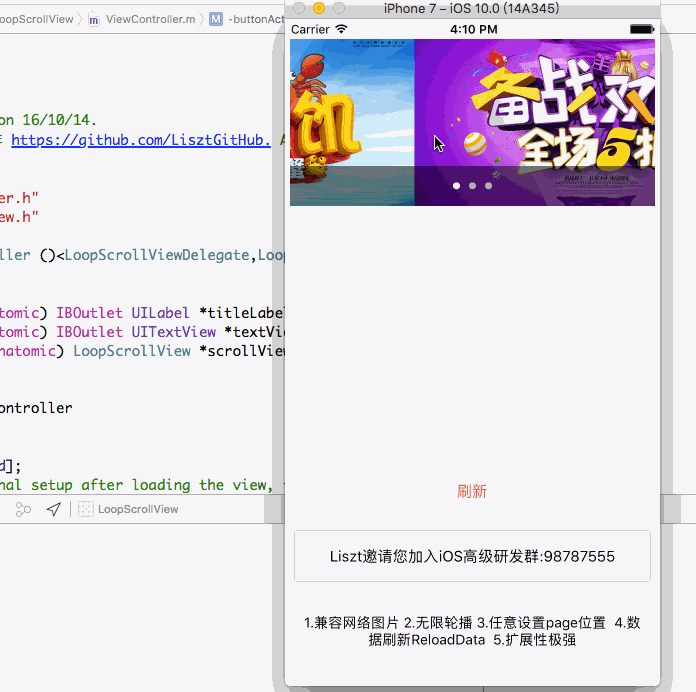 iPhone 7 – iOS 10.0 (14A345)
oopScrollView 〉 m ViewController.m 〉 M -buttonAct
Carrier 4:10 PM
on 16/10/14.
https://github.com/LisztGitHub. A
er.h"
ew.h"
ller ()<LoopScrollViewDelegate,Loo
atomic) IBOutlet UILabel *titleLabel
atomic) IBOutlet UITextView *textVi
natomic) LoopScrollView *scrollView
ontroller
d];
nal setup after loading the view,
LoopScrollView
备战双
全场5折
刷新
Liszt邀请您加入iOS高级研发群:98787555
1.兼容网络图片 2.无限轮播 3.任意设置page位置 4.数
据刷新ReloadData 5.扩展性极强